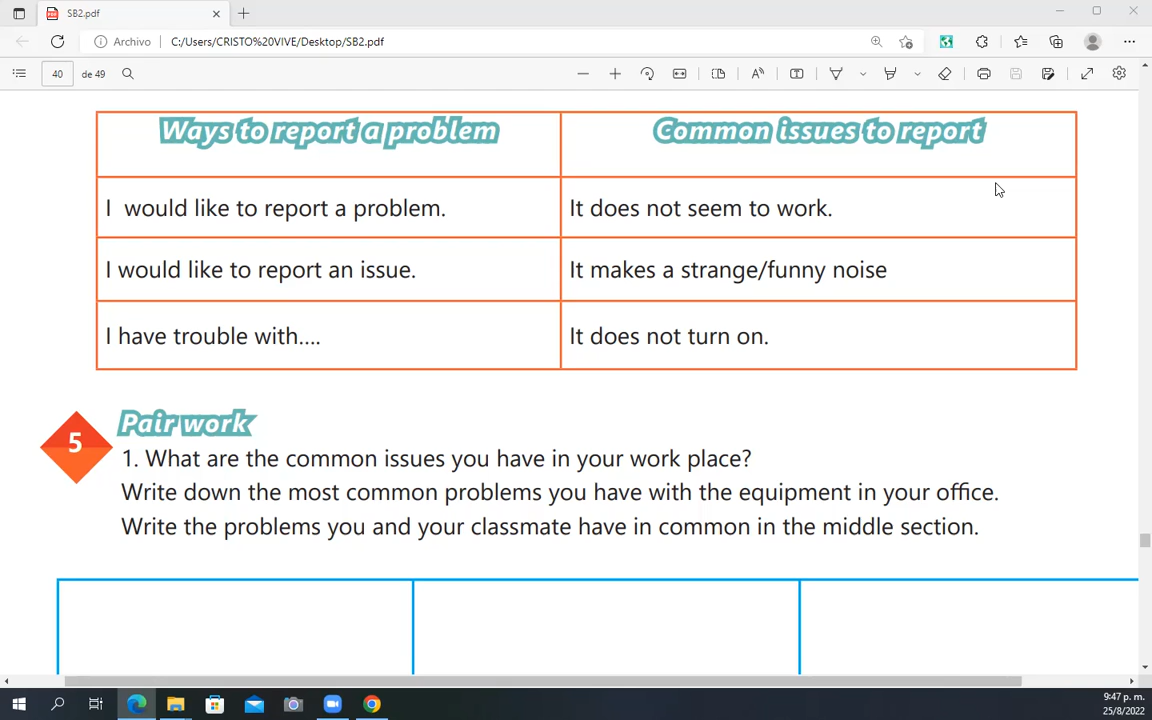 SB2.pdf
Archivo C:/Users/CRISTO%20VIVE/Desktop/SB2.pdf
40 de 49
Ways to report a problem Common issues to report
I would like to report a problem. It does not seem to work.
I would like to report an issue. It makes a strange/funny noise
I have trouble with.... It does not turn on.
5 Pair work
1. What are the common issues you have in your work place?
Write down the most common problems you have with the equipment in your office.
Write the problems you and your classmate have in common in the middle section.
9:47 p. m.
25/8/2022